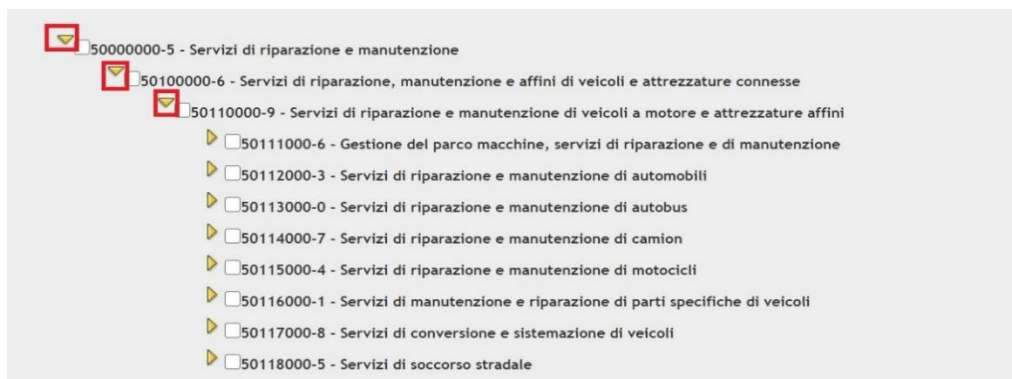 50000000-5 - Servizi di riparazione e manutenzione
50100000-6 - Servizi di riparazione, manutenzione e affini di veicoli e attrezzature connesse
50110000-9 - Servizi di riparazione e manutenzione di veicoli a motore e attrezzature affini
50111000-6 - Gestione del parco macchine, servizi di riparazione e di manutenzione
50112000-3 - Servizi di riparazione e manutenzione di automobili
50113000-0 - Servizi di riparazione e manutenzione di autobus
50114000-7 - Servizi di riparazione e manutenzione di camion
50115000-4 - Servizi di riparazione e manutenzione di motocicli
50116000-1 - Servizi di manutenzione e riparazione di parti specifiche di veicoli
50117000-8 - Servizi di conversione e sistemazione di veicoli
50118000-5 - Servizi di soccorso stradale